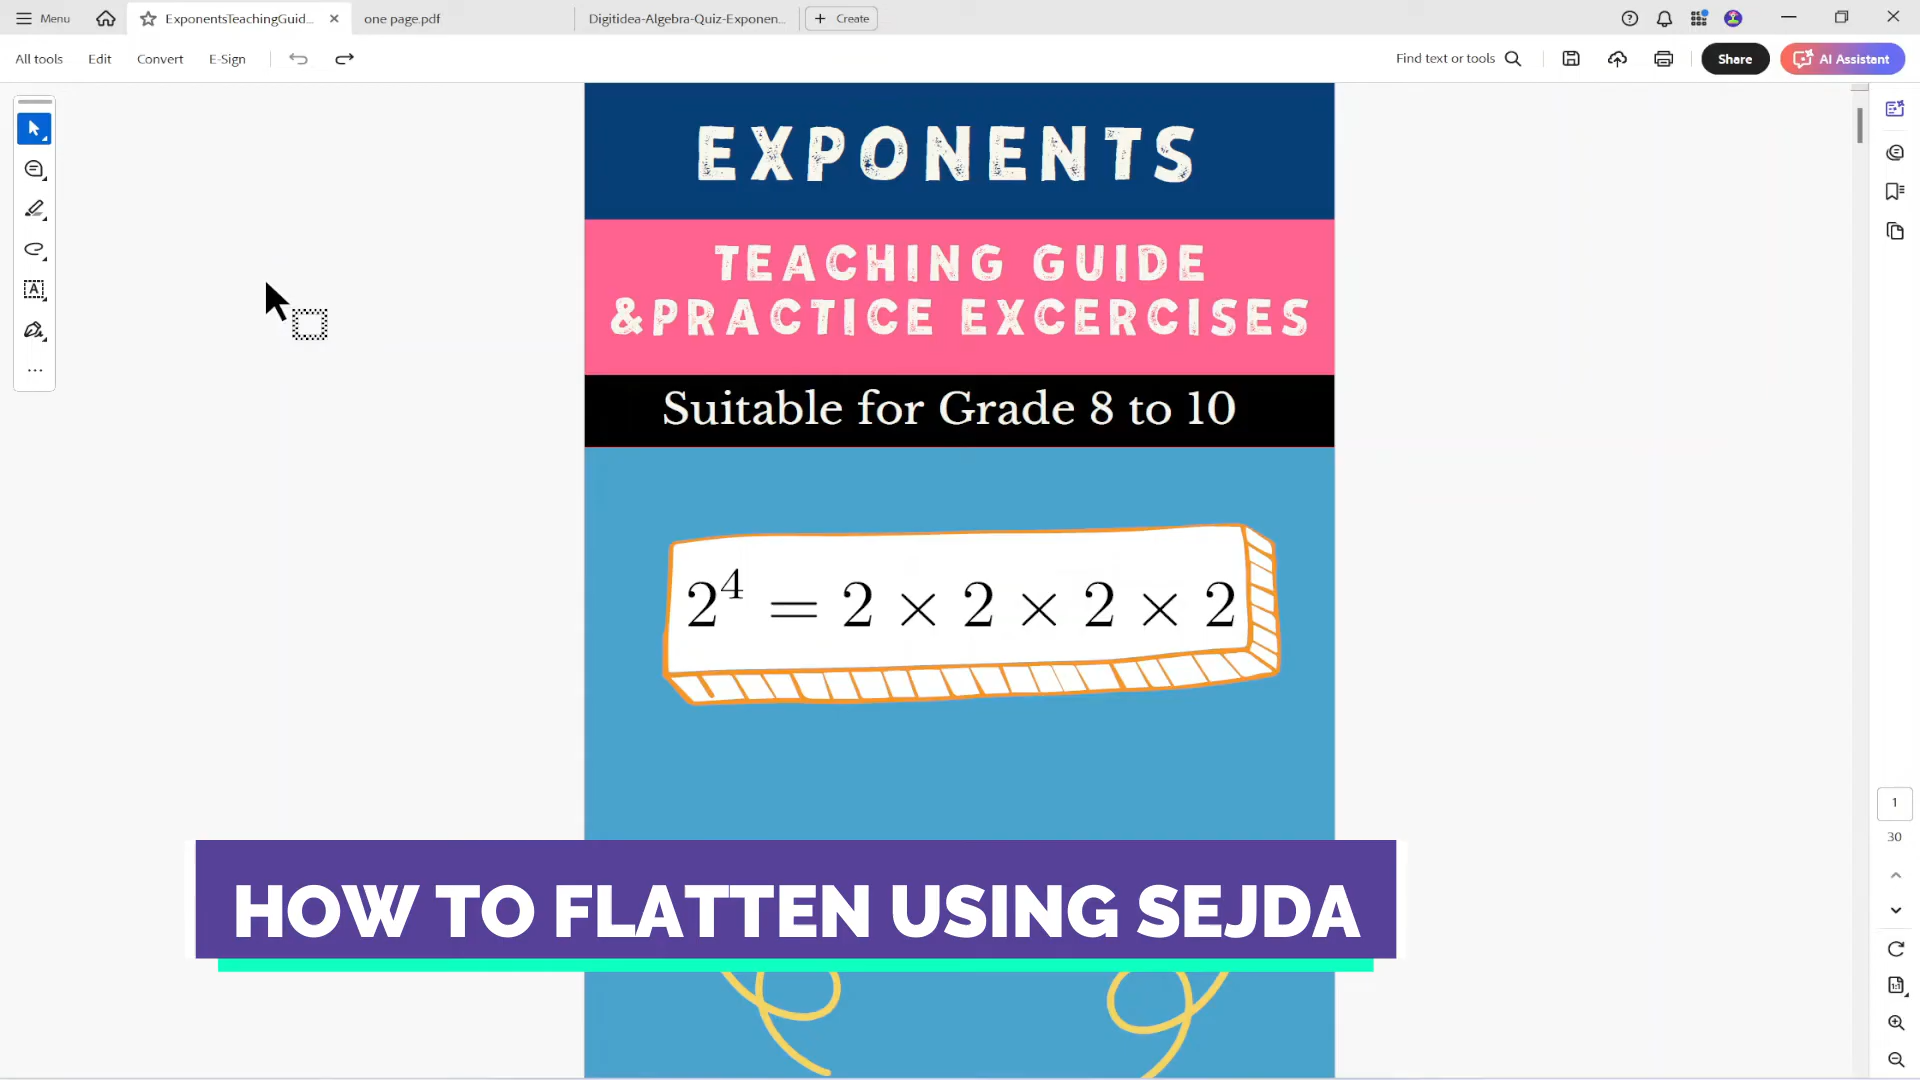 Menu
ExponentsTeachingGuid...
one page.pdf
Digitidea-Algebra-Quiz-Exponen...
Create
All tools
Edit
Convert
E-Sign
Find text or tools
Share
AI Assistant
EXPONENTS
TEACHING GUIDE
&PRACTICE EXCERCISES
Suitable for Grade 8 to 10
2⁴ = 2 × 2 × 2 × 2
HOW TO FLATTEN USING SEJDA
1
30